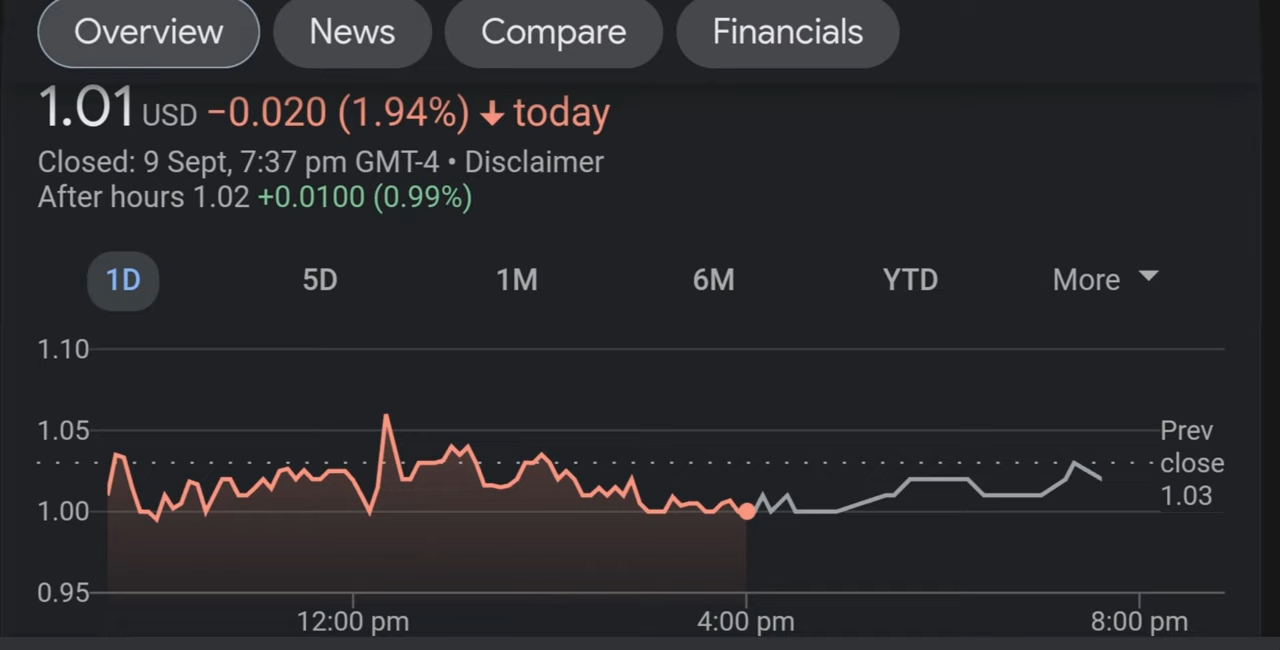 Overview News Compare Financials
1.01 USD −0.020 (1.94%) ↓ today
Closed: 9 Sept, 7:37 pm GMT-4 • Disclaimer
After hours 1.02 +0.0100 (0.99%)
1D 5D 1M 6M YTD More
1.10
1.05
1.00
0.95
Prev
close
1.03
12:00 pm 4:00 pm 8:00 pm